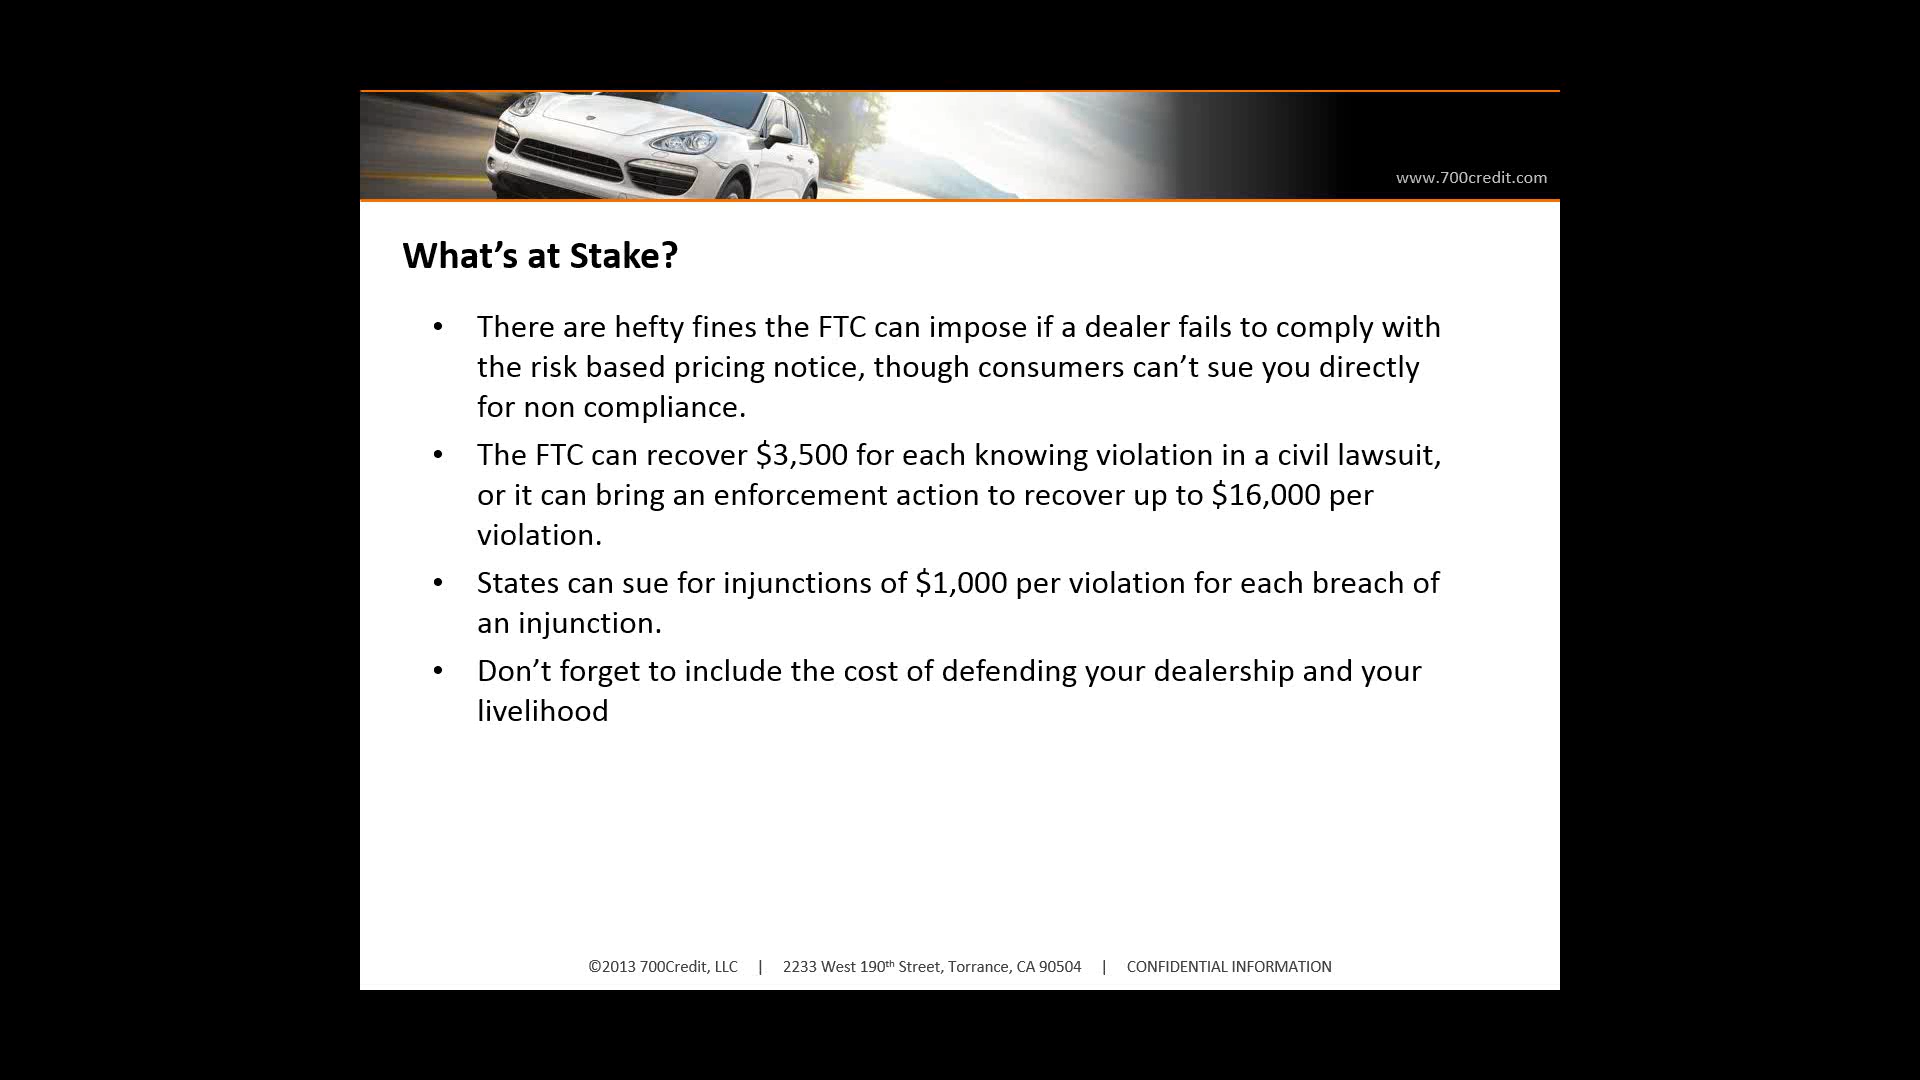 www.700credit.com
What’s at Stake?
• There are hefty fines the FTC can impose if a dealer fails to comply with
the risk based pricing notice, though consumers can’t sue you directly
for non compliance.
• The FTC can recover $3,500 for each knowing violation in a civil lawsuit,
or it can bring an enforcement action to recover up to $16,000 per
violation.
• States can sue for injunctions of $1,000 per violation for each breach of
an injunction.
• Don’t forget to include the cost of defending your dealership and your
livelihood
©2013 700Credit, LLC | 2233 West 190th Street, Torrance, CA 90504 | CONFIDENTIAL INFORMATION